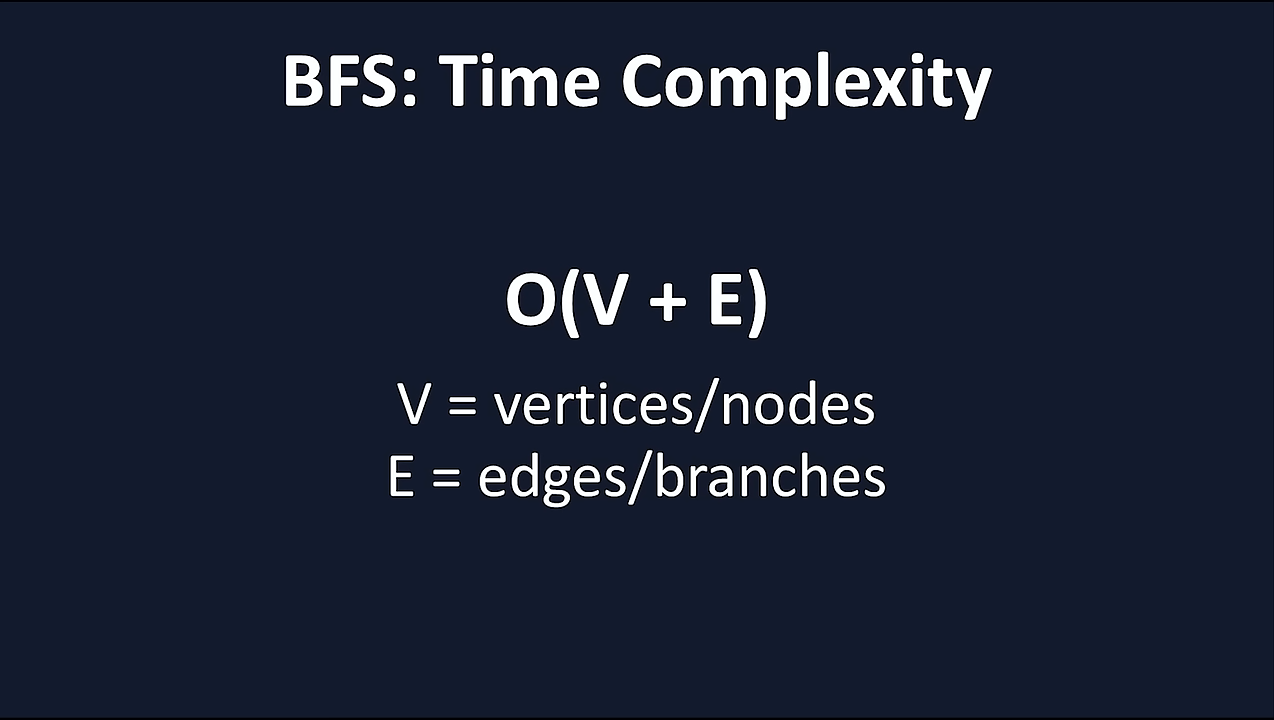 BFS: Time Complexity
O(V + E)
V = vertices/nodes
E = edges/branches